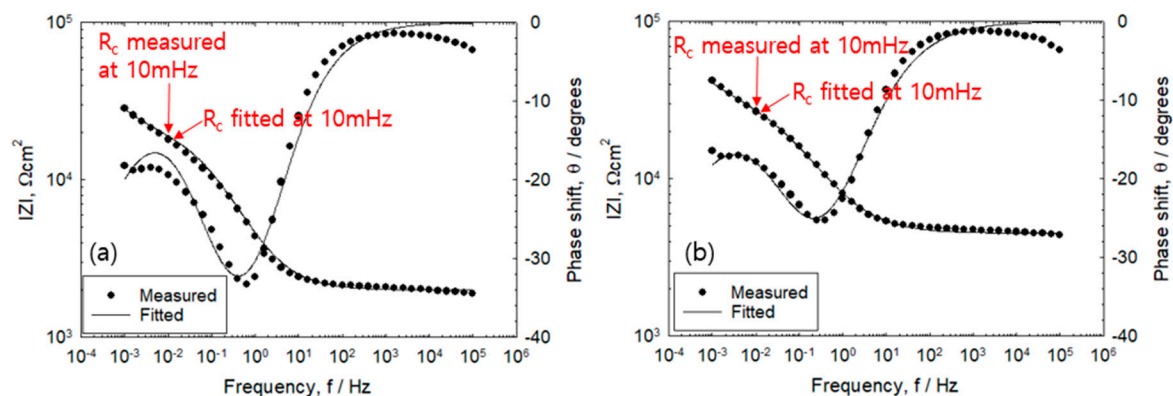 10⁵
0
R_c measured
at 10mHz
R_c fitted at 10mHz
-10
IZI, Ωcm²
10⁴
-20
Phase shift, θ / degrees
(a)
-30
Measured
Fitted
10³
-40
10⁻⁴ 10⁻³ 10⁻² 10⁻¹ 10⁰ 10¹ 10² 10³ 10⁴ 10⁵ 10⁶
Frequency, f / Hz
10⁵
0
R_c measured at 10mHz
R_c fitted at 10mHz
-10
IZI, Ωcm²
10⁴
-20
Phase shift, θ / degrees
(b)
-30
Measured
Fitted
10³
-40
10⁻⁴ 10⁻³ 10⁻² 10⁻¹ 10⁰ 10¹ 10² 10³ 10⁴ 10⁵ 10⁶
Frequency, f / Hz